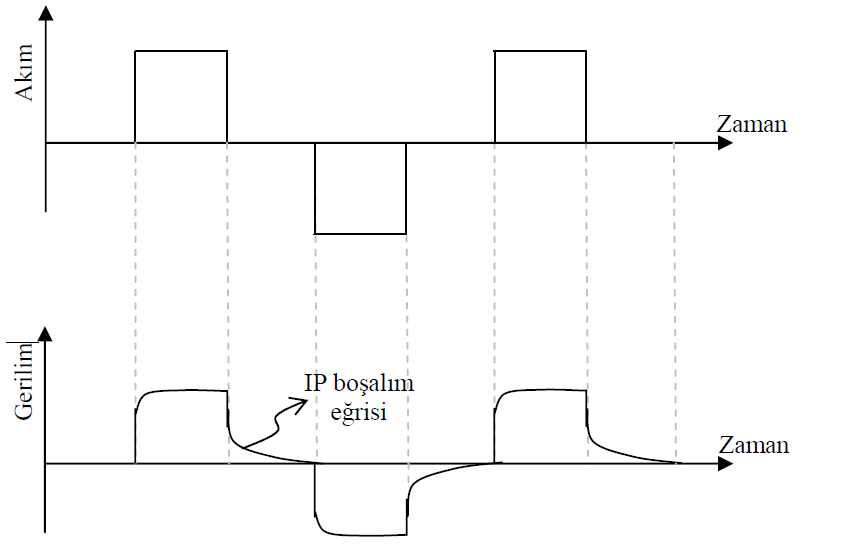 Akım
Zaman
Gerilim
IP boşalım
eğrisi
Zaman